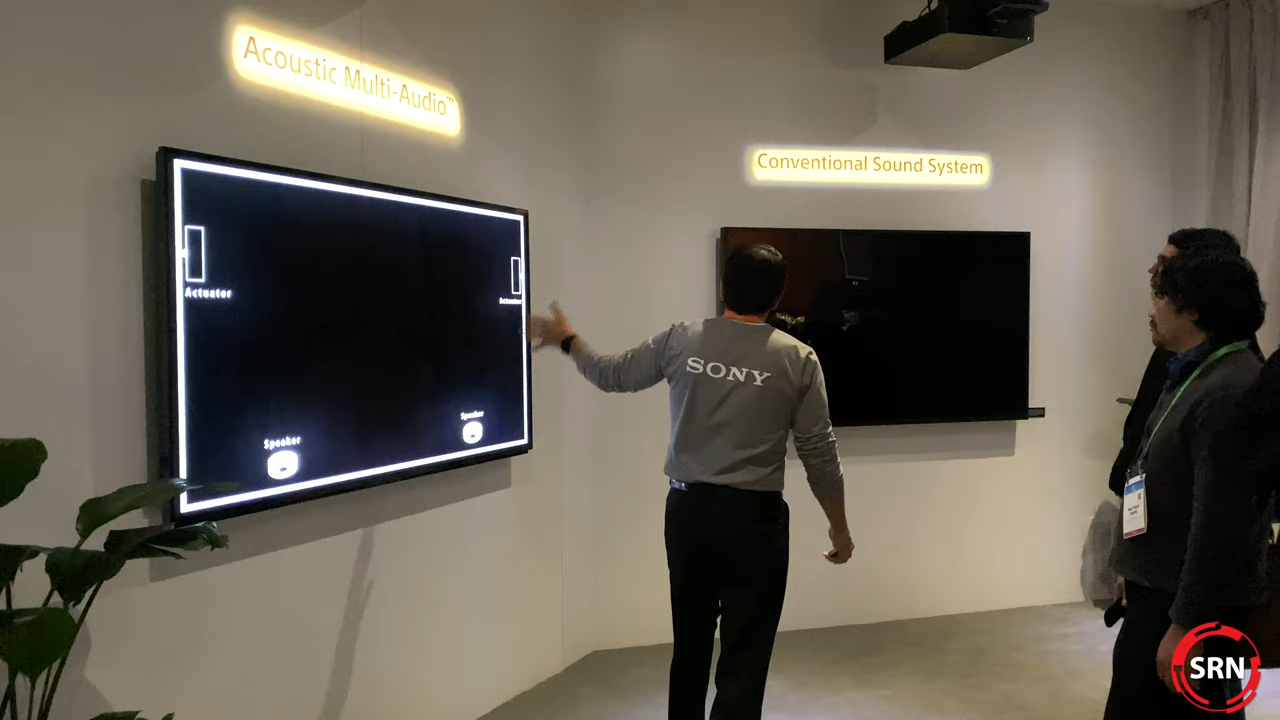 Acoustic Multi-Audio™
Conventional Sound System
Actuator
Actuator
SONY
Speaker
Speaker
SRN